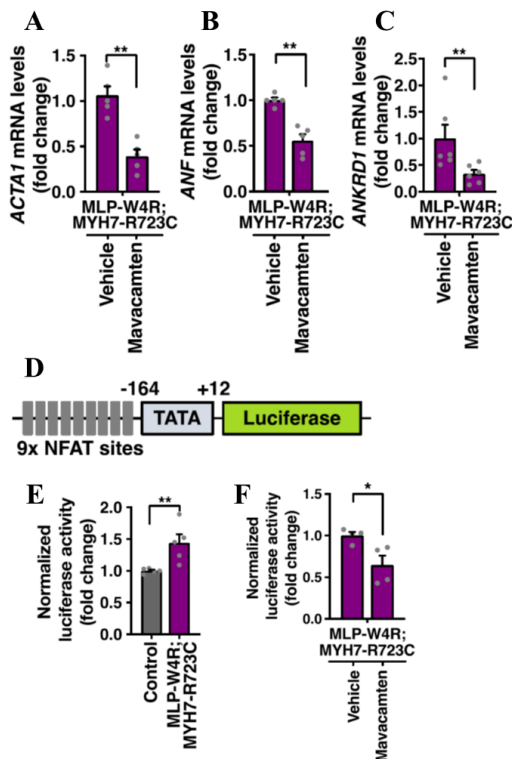 A
ACTA1 mRNA levels
(fold change)
1.5
1.0
0.5
0.0
**
MLP-W4R;
MYH7-R723C
Vehicle
Mavacamten
B
ANF mRNA levels
(fold change)
1.5
1.0
0.5
0.0
**
MLP-W4R;
MYH7-R723C
Vehicle
Mavacamten
C
ANKRD1 mRNA levels
(fold change)
2.5
2.0
1.5
1.0
0.5
0.0
**
MLP-W4R;
MYH7-R723C
Vehicle
Mavacamten
D
-164
+12
TATA
Luciferase
9x NFAT sites
E
Normalized
luciferase activity
(fold change)
2.0
1.5
1.0
0.5
0.0
**
Control
MLP-W4R;
MYH7-R723C
F
Normalized
luciferase activity
(fold change)
1.5
1.0
0.5
0.0
*
MLP-W4R;
MYH7-R723C
Vehicle
Mavacamten